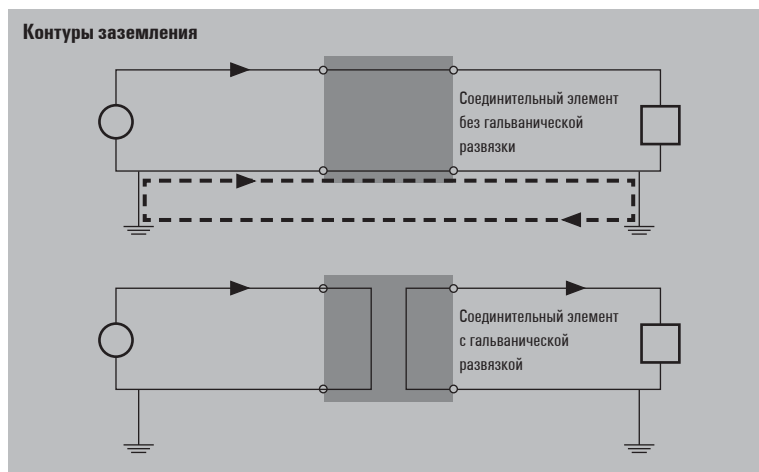 Контуры заземления
Соединительный элемент
без гальванической
развязки
Соединительный элемент
с гальванической
развязкой